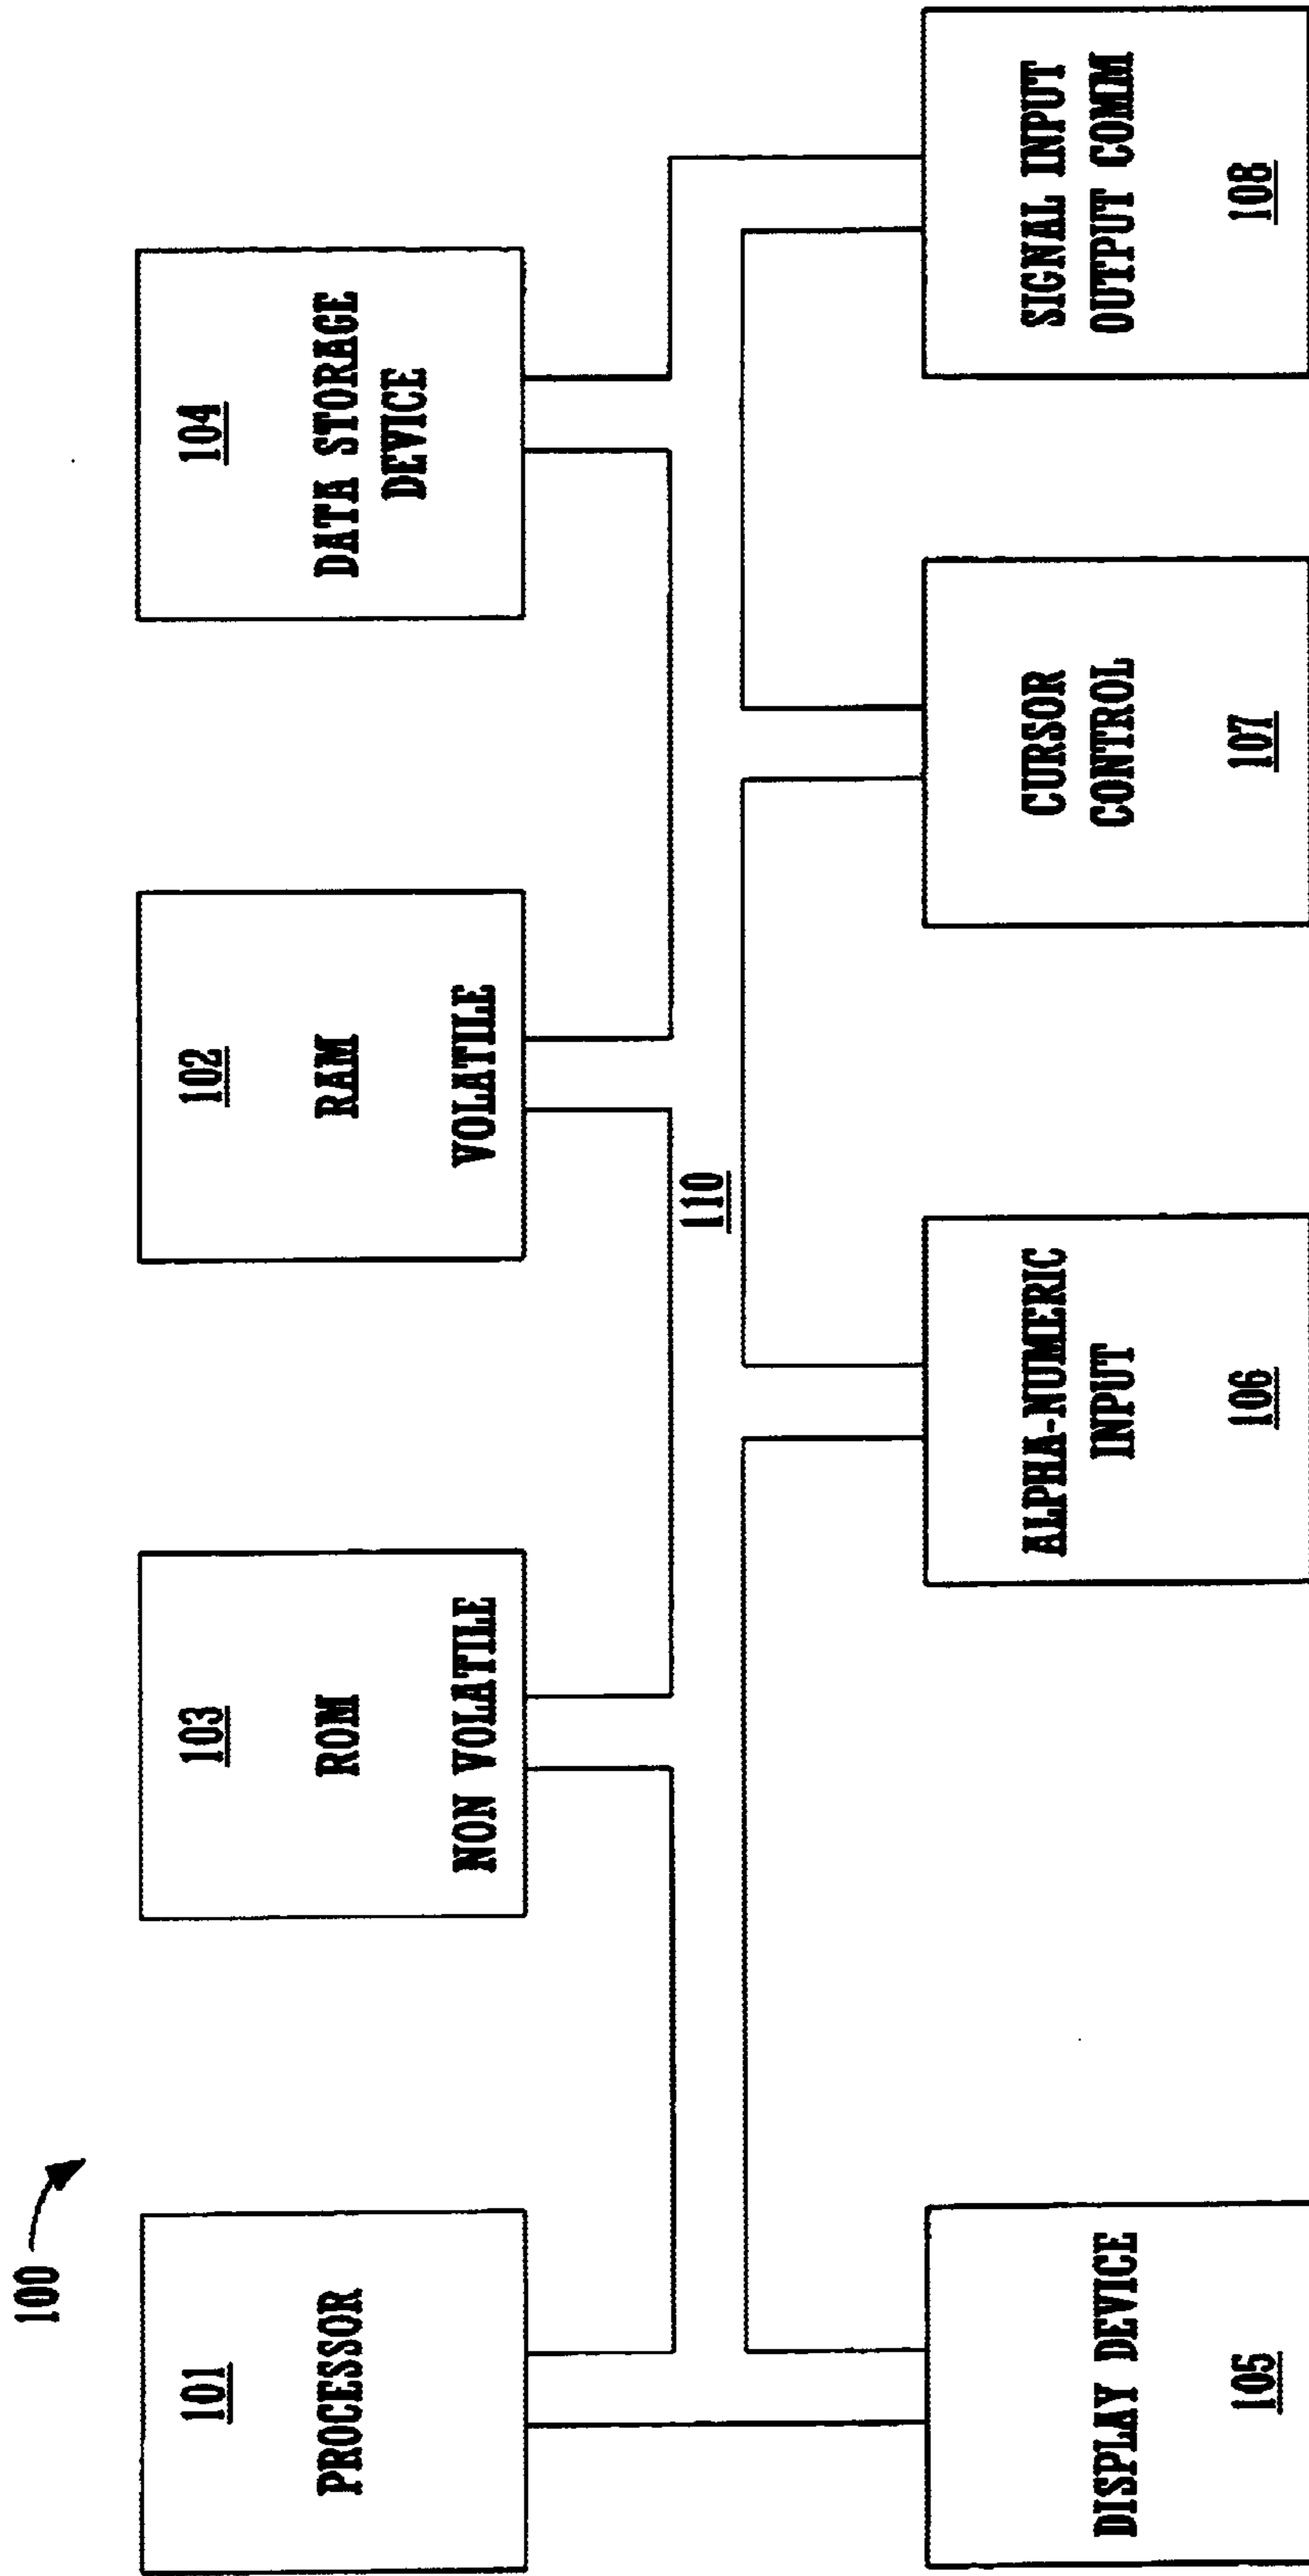 100
101
PROCESSOR
103
ROM
NON VOLATILE
102
RAM
VOLATILE
104
DATA STORAGE
DEVICE
110
DISPLAY DEVICE
105
ALPHA-NUMERIC
INPUT
106
CURSOR
CONTROL
107
SIGNAL INPUT
OUTPUT COMM
108